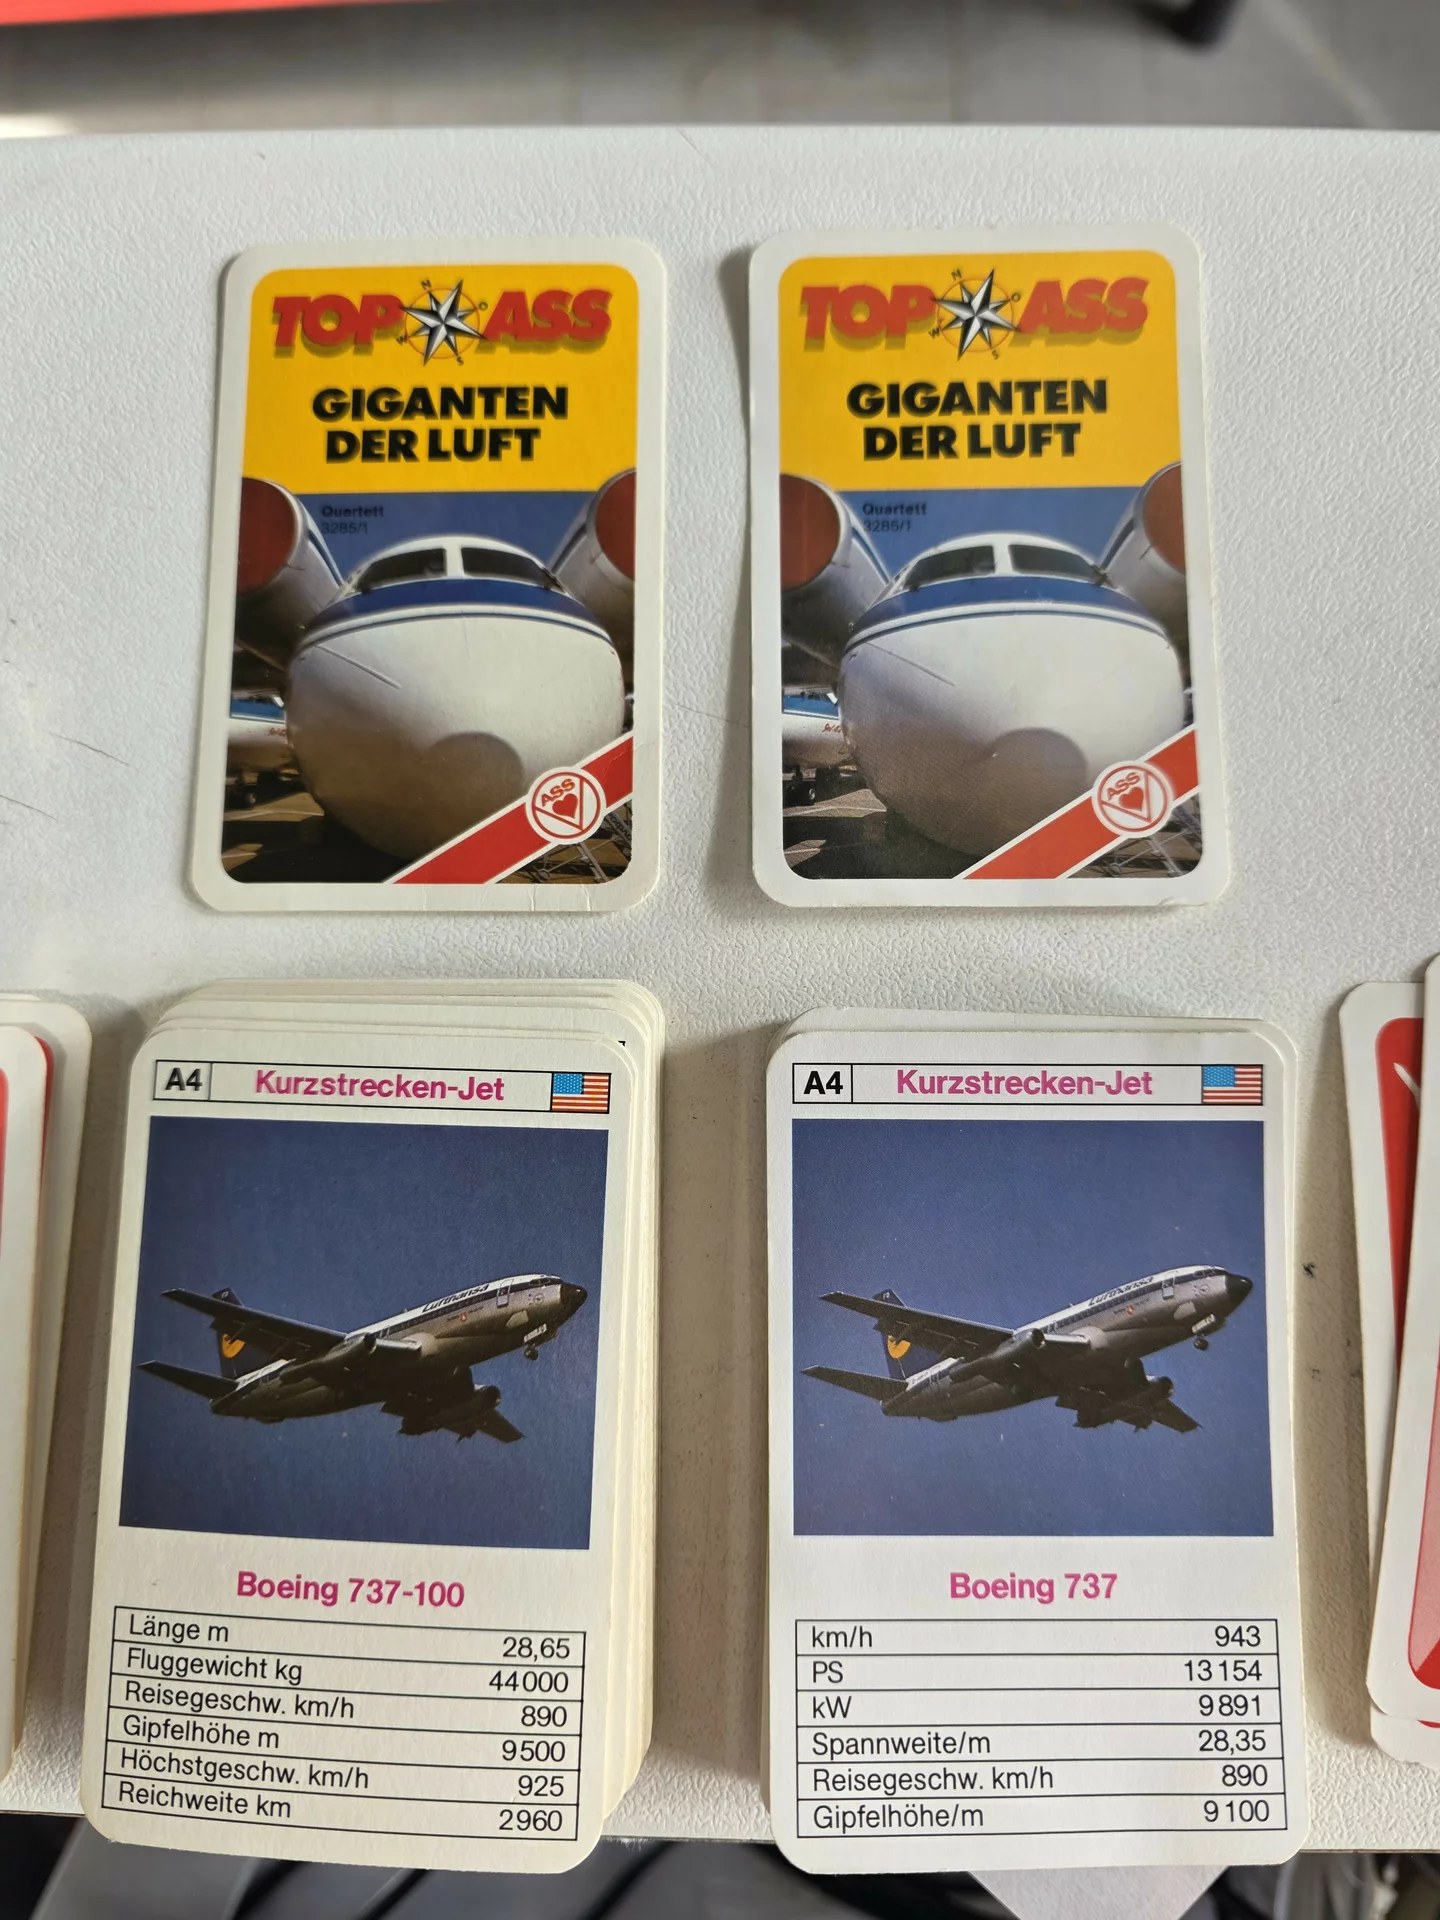 TOP ASS
N
O
W
S
GIGANTEN
DER LUFT
Quartett
3285/1
ASS
TOP ASS
N
O
W
S
GIGANTEN
DER LUFT
Quartett
3285/1
ASS
A4 Kurzstrecken-Jet
Lufthansa
Boeing 737-100
Länge m 28,65
Fluggewicht kg 44000
Reisegeschw. km/h 890
Gipfelhöhe m 9500
Höchstgeschw. km/h 925
Reichweite km 2960
A4 Kurzstrecken-Jet
Lufthansa
Boeing 737
km/h 943
PS 13154
kW 9891
Spannweite/m 28,35
Reisegeschw. km/h 890
Gipfelhöhe/m 9100